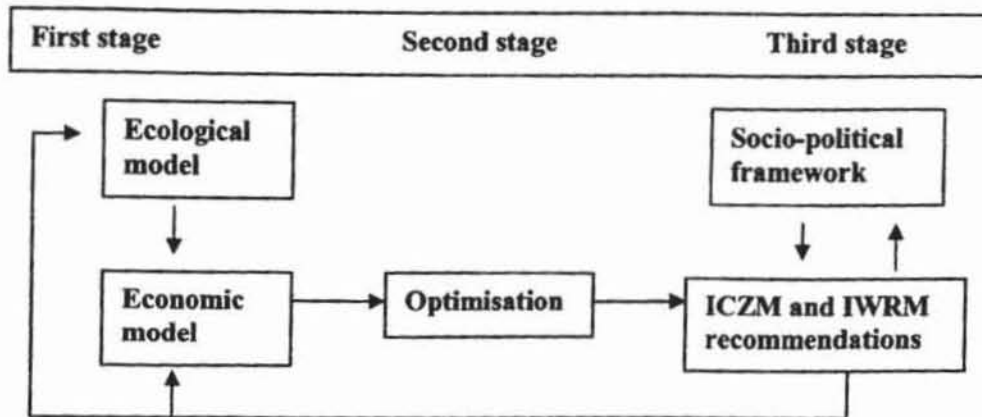 First stage Second stage Third stage
Ecological
model
Socio-political
framework
Economic
model
Optimisation
ICZM and IWRM
recommendations